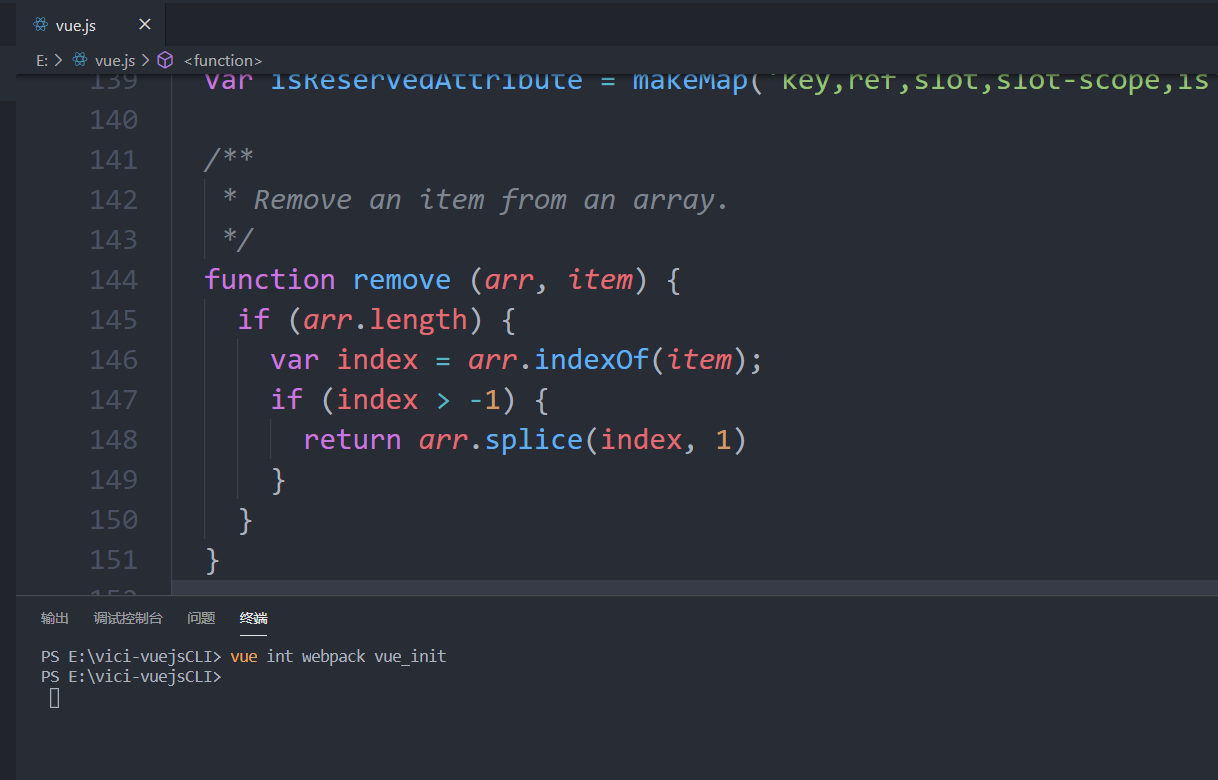 vue.js
E: > vue.js > <function>
139 var isReservedAttribute = makeMap('key,ref,slot,slot-scope,is
140
141 /**
142 * Remove an item from an array.
143 */
144 function remove (arr, item) {
145 if (arr.length) {
146 var index = arr.indexOf(item);
147 if (index > -1) {
148 return arr.splice(index, 1)
149 }
150 }
151 }
152
输出 调试控制台 问题 终端
PS E:\vici-vuejsCLI> vue int webpack vue_init
PS E:\vici-vuejsCLI>